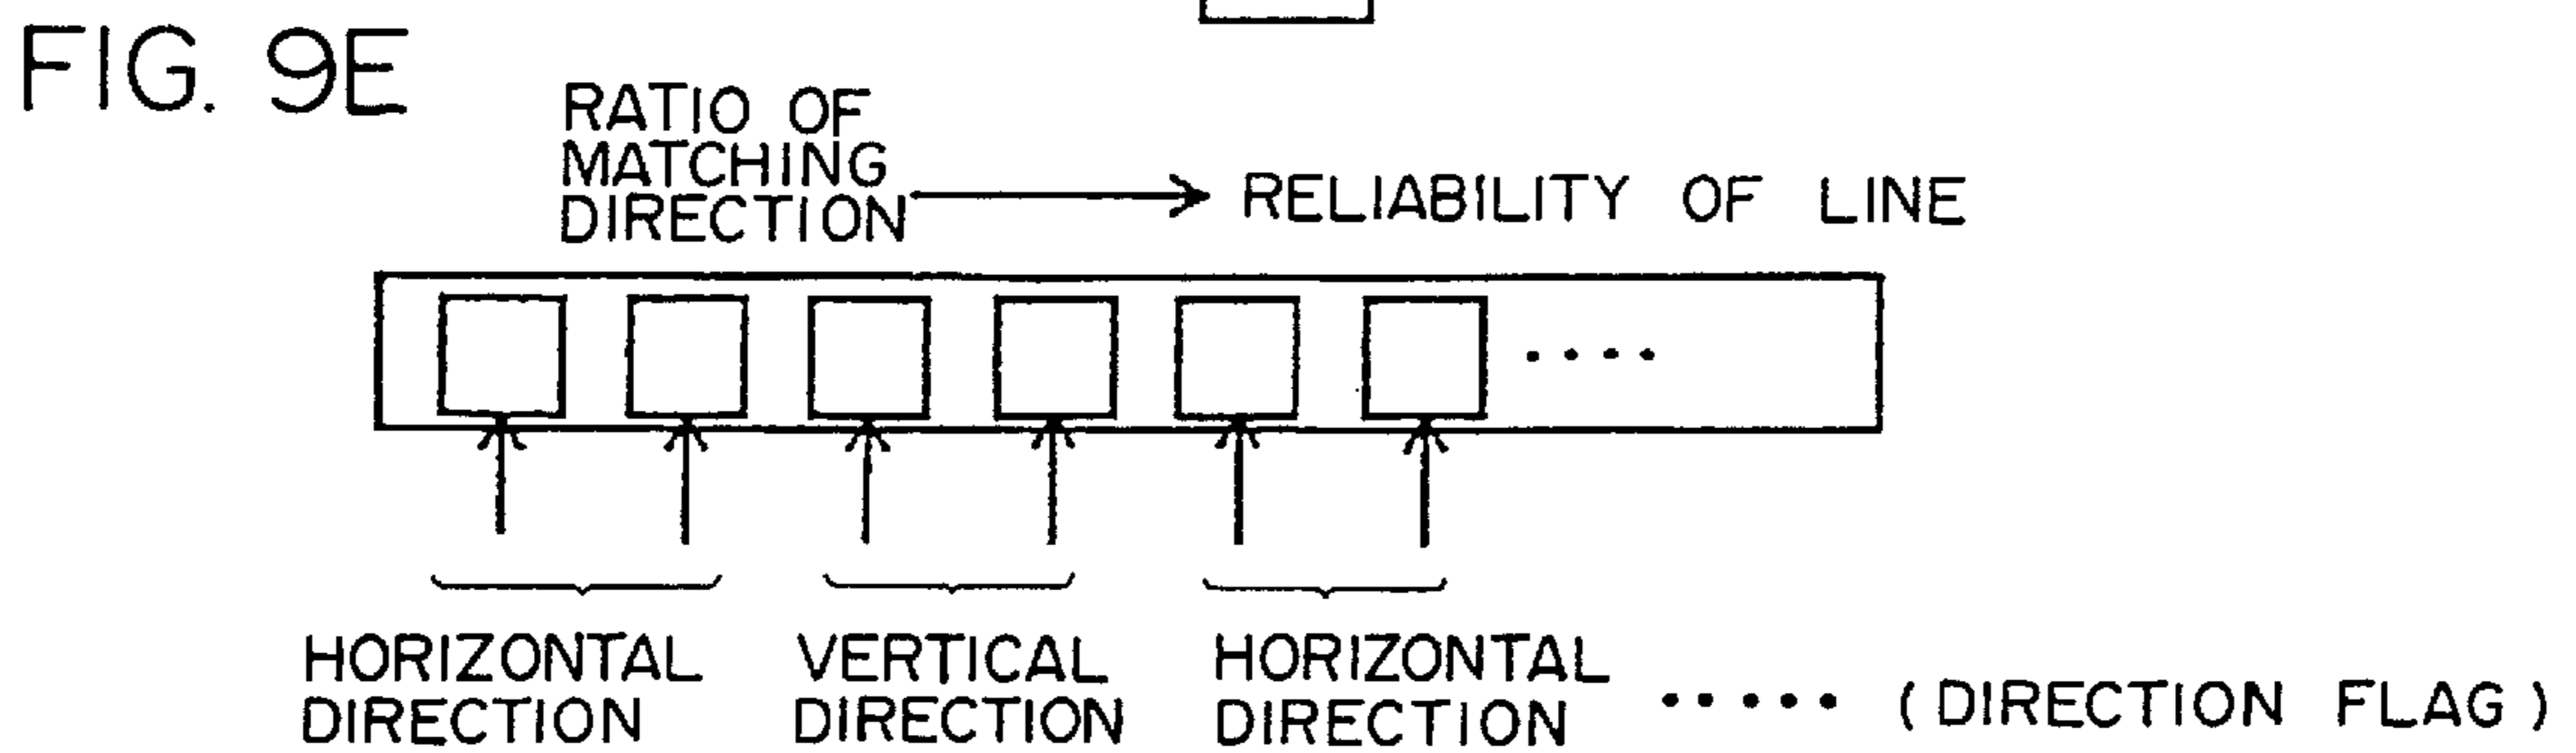 FIG. 9E
RATIO OF
MATCHING
DIRECTION
RELIABILITY OF LINE
....
HORIZONTAL
DIRECTION
VERTICAL
DIRECTION
HORIZONTAL
DIRECTION
..... (DIRECTION FLAG)